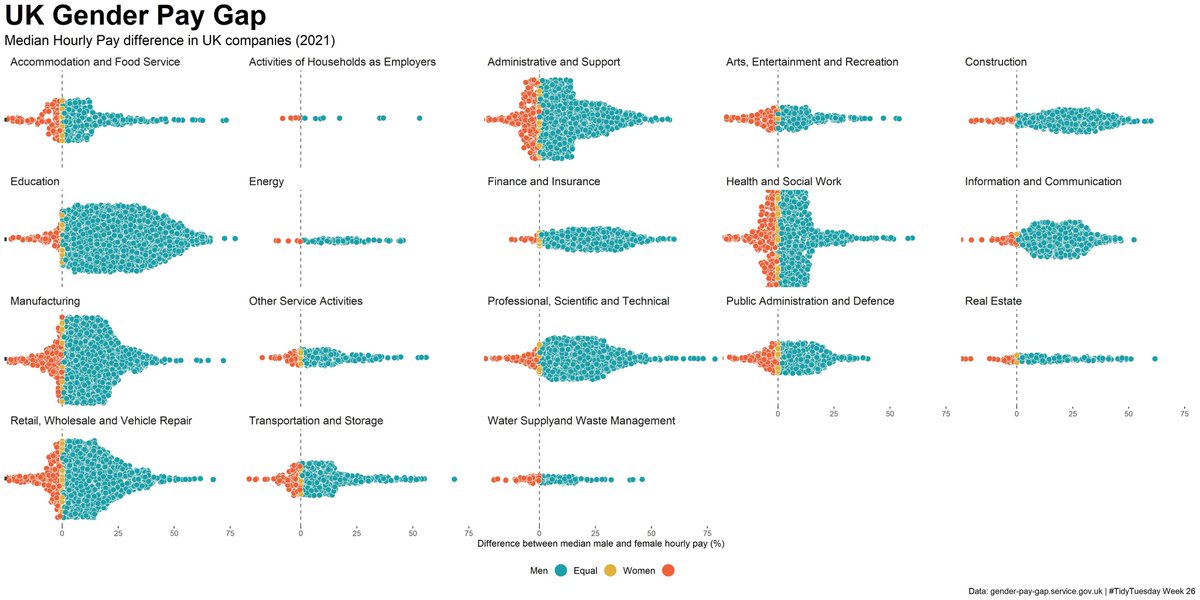 UK Gender Pay Gap
Median Hourly Pay difference in UK companies (2021)
Accommodation and Food Service
Activities of Households as Employers
Administrative and Support
Arts, Entertainment and Recreation
Construction
Education
Energy
Finance and Insurance
Health and Social Work
Information and Communication
Manufacturing
Other Service Activities
Professional, Scientific and Technical
Public Administration and Defence
Real Estate
0 25 50 75 0 25 50 75
Retail, Wholesale and Vehicle Repair
Transportation and Storage
Water Supplyand Waste Management
0 25 50 75 0 25 50 75 0 25 50 75
Difference between median male and female hourly pay (%)
Men Equal Women
Data: gender-pay-gap.service.gov.uk | #TidyTuesday Week 26